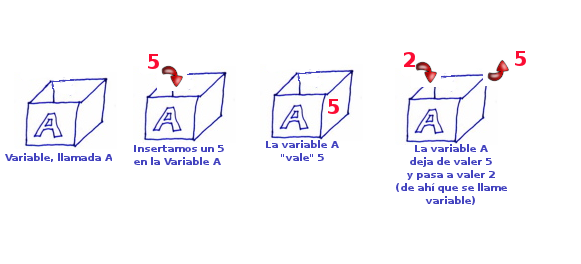 A
Variable, llamada A
5
A
Insertamos un 5
en la Variable A
A
5
La variable A
"vale" 5
2
5
A
La variable A
deja de valer 5
y pasa a valer 2
(de ahí que se llame
variable)